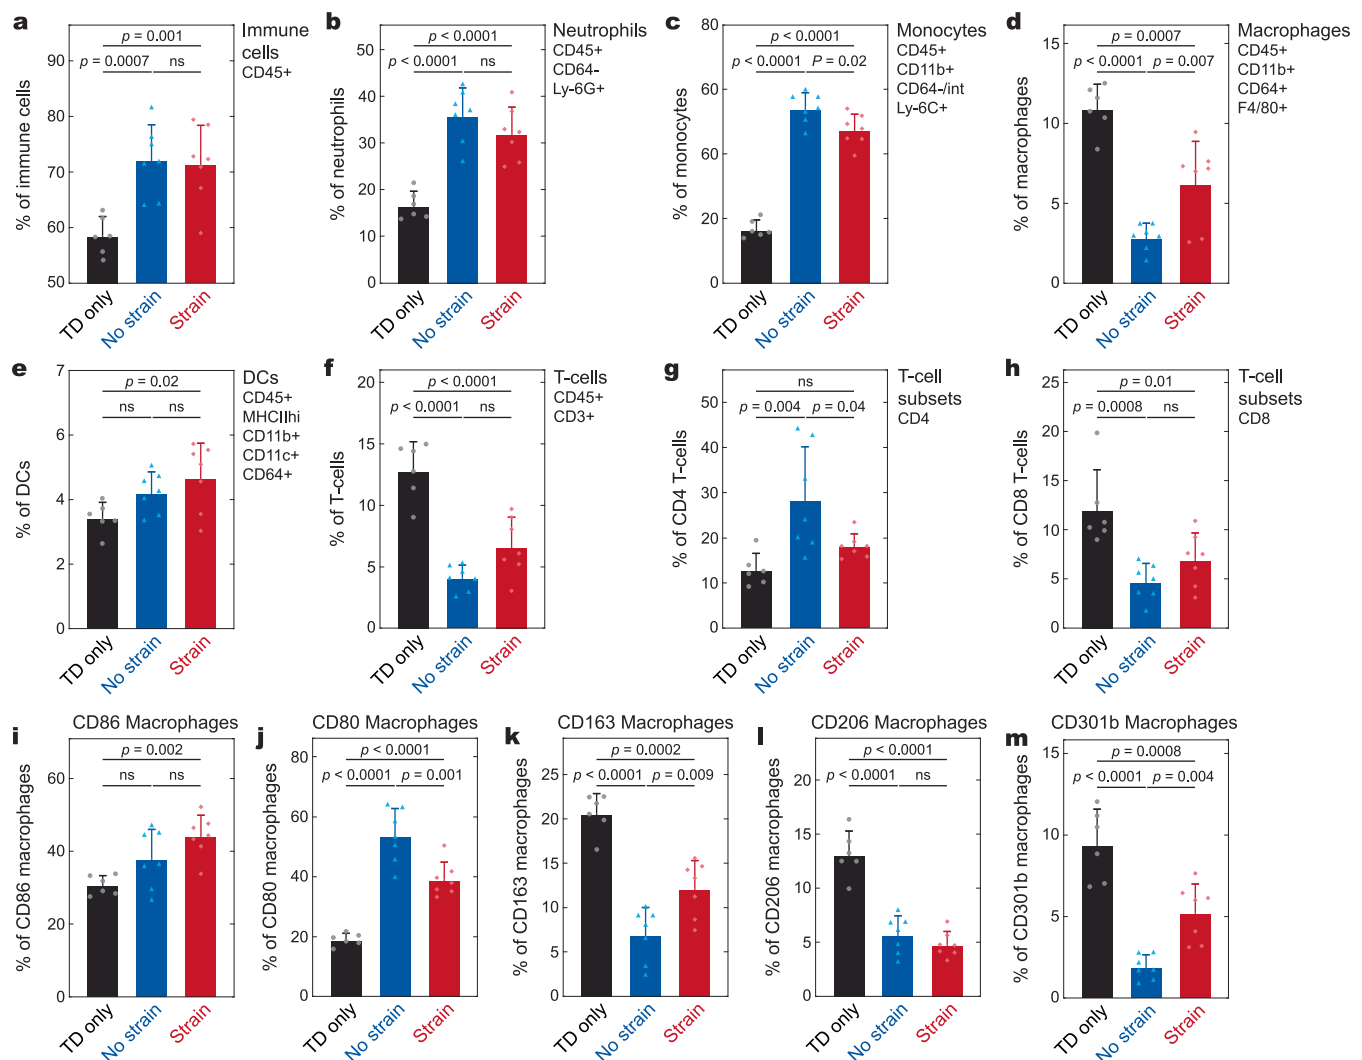 a
p = 0.001
p = 0.0007
ns
Immune
cells
CD45+
% of immune cells
90
80
70
60
50
TD only
No strain
Strain
b
p < 0.0001
p < 0.0001
ns
Neutrophils
CD45+
CD64-
Ly-6G+
% of neutrophils
50
40
30
20
10
0
TD only
No strain
Strain
c
80
p < 0.0001
p < 0.0001
P = 0.02
Monocytes
CD45+
CD11b+
CD64-/int
Ly-6C+
% of monocytes
60
60
20
0
TD only
No strain
Strain
d
15
p = 0.0007
p < 0.0001
p = 0.007
Macrophages
CD45+
CD11b+
CD64+
F4/80+
% of macrophages
10
5
0
TD only
No strain
Strain
e
7
p = 0.02
ns
ns
DCs
CD45+
MHCIIhi
CD11b+
CD11c+
CD64+
% of DCs
6
4
2
0
TD only
No strain
Strain
f
20
p < 0.0001
p < 0.0001
ns
T-cells
CD45+
CD3+
% of T-cells
15
10
5
0
TD only
No strain
Strain
g
ns
p = 0.004
p = 0.04
T-cell
subsets
CD4
% of CD4 T-cells
50
40
30
20
10
0
TD only
No strain
Strain
h
25
p = 0.01
p = 0.0008
ns
T-cell
subsets
CD8
% of CD8 T-cells
20
15
10
5
0
TD only
No strain
Strain
i
CD86 Macrophages
p = 0.002
ns
ns
% of CD86 macrophages
60
40
20
0
TD only
No strain
Strain
j
CD80 Macrophages
80
p < 0.0001
p < 0.0001
p = 0.001
% of CD80 macrophages
60
40
20
0
TD only
No strain
Strain
k
CD163 Macrophages
p = 0.0002
p < 0.0001
p = 0.009
% of CD163 macrophages
25
20
15
10
5
0
TD only
No strain
Strain
l
CD206 Macrophages
p < 0.0001
p < 0.0001
ns
% of CD206 macrophages
20
15
10
5
0
TD only
No strain
Strain
m
CD301b Macrophages
p = 0.0008
p < 0.0001
p = 0.004
% of CD301b macrophages
15
10
5
0
TD only
No strain
Strain